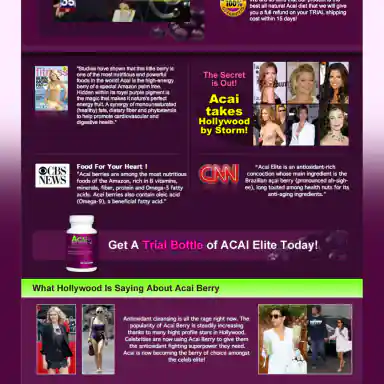 best all natural Acai diet that we will give
you a full refund on your TRIAL shipping
cost within 15 days!
100%
"Studies have shown that this little berry is
one of the most nutritious and powerful
foods in the world! Acai is the high-energy
berry of a special Amazon palm tree.
Hidden within its royal purple pigment is
the magic that makes it nature's perfect
energy fruit. A synergy of monounsaturated
(healthy) fats, dietary fiber and phytosterols
to help promote cardiovascular and
digestive health."
The Secret
is Out!
Acai
takes
Hollywood
by Storm!
CBS
NEWS
Food For Your Heart !
"Acai berries are among the most nutritious
foods of the Amazon, rich in B vitamins,
minerals, fiber, protein and Omega-3 fatty
acids. Acai berries also contain oleic acid
(Omega-9), a beneficial fatty acid."
CNN
"Acai Elite is an antioxidant-rich
concoction whose main ingredient is the
Brazilian açaí berry (pronounced ah-sigh-
ee), long touted among health nuts for its
anti-aging ingredients."
Get A Trial Bottle of ACAI Elite Today!
What Hollywood Is Saying About Acai Berry
Antioxidant cleansing is all the rage right now. The
popularity of Acai Berry is steadily increasing
thanks to many high profile stars in Hollywood.
Celebrities are now using Acai Berry to give them
the antioxidant fighting superpower they need.
Acai is now becoming the berry of choice amongst
the celeb elite!